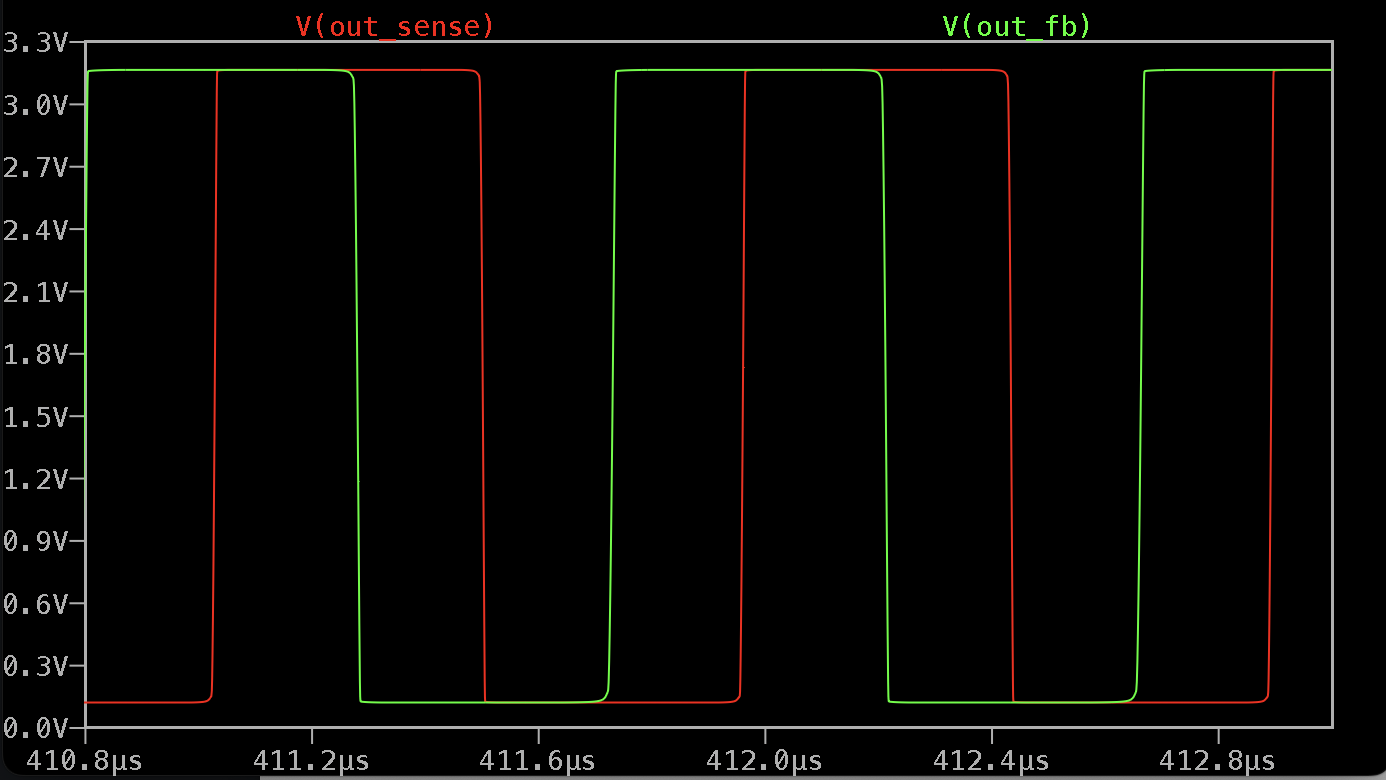 V(out_sense) V(out_fb)
3.3V
3.0V
2.7V
2.4V
2.1V
1.8V
1.5V
1.2V
0.9V
0.6V
0.3V
0.0V
410.8µs 411.2µs 411.6µs 412.0µs 412.4µs 412.8µs